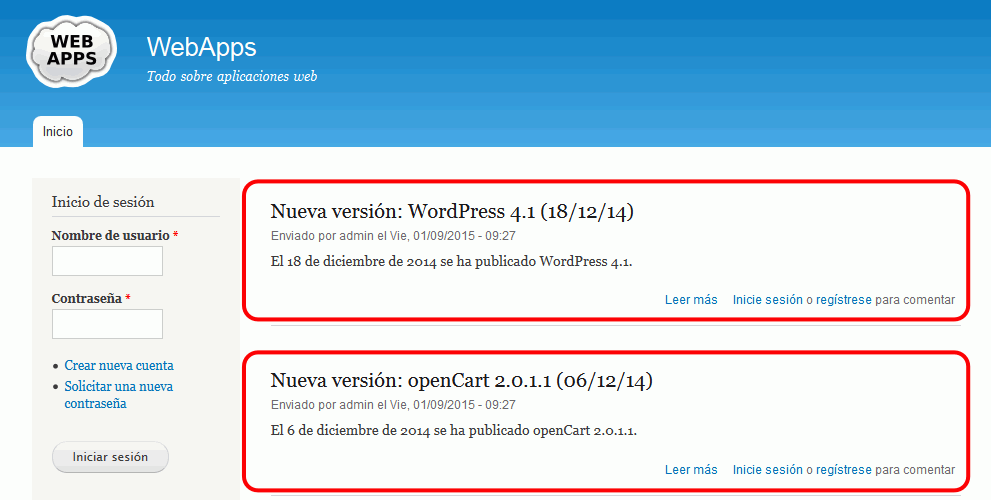 WEB
APPS
WebApps
Todo sobre aplicaciones web
Inicio
Inicio de sesión
Nombre de usuario *
Contraseña *
Crear nueva cuenta
Solicitar una nueva
contraseña
Iniciar sesión
Nueva versión: WordPress 4.1 (18/12/14)
Enviado por admin el Vie, 01/09/2015 - 09:27
El 18 de diciembre de 2014 se ha publicado WordPress 4.1.
Leer más Inicie sesión o regístrese para comentar
Nueva versión: openCart 2.0.1.1 (06/12/14)
Enviado por admin el Vie, 01/09/2015 - 09:27
El 6 de diciembre de 2014 se ha publicado openCart 2.0.1.1.
Leer más Inicie sesión o regístrese para comentar